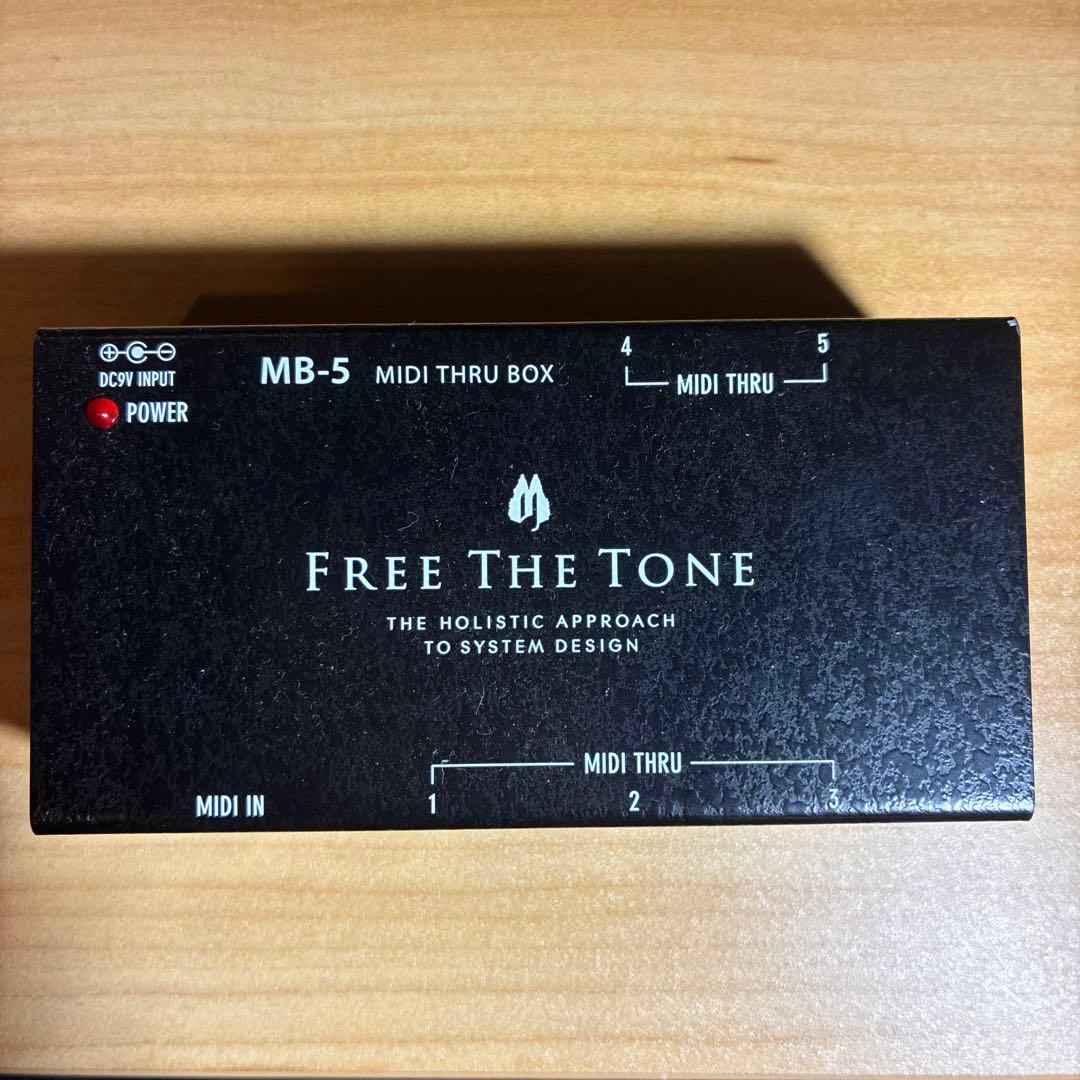 + -
DC9V INPUT
POWER
MB-5 MIDI THRU BOX
4 5
MIDI THRU
FREE THE TONE
THE HOLISTIC APPROACH
TO SYSTEM DESIGN
MIDI IN
MIDI THRU
1 2 3